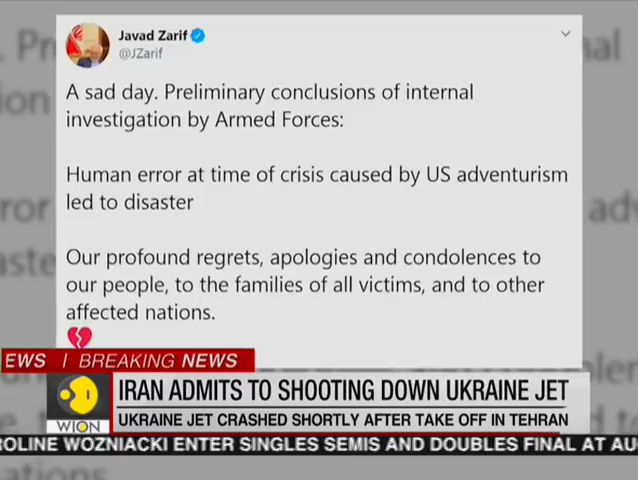 Javad Zarif
@JZarif
A sad day. Preliminary conclusions of internal
investigation by Armed Forces:
Human error at time of crisis caused by US adventurism
led to disaster
Our profound regrets, apologies and condolences to
our people, to the families of all victims, and to other
affected nations.
EWS | BREAKING NEWS
IRAN ADMITS TO SHOOTING DOWN UKRAINE JET
UKRAINE JET CRASHED SHORTLY AFTER TAKE OFF IN TEHRAN
WION
OLINE WOZNIACKI ENTER SINGLES SEMIS AND DOUBLES FINAL AT AU